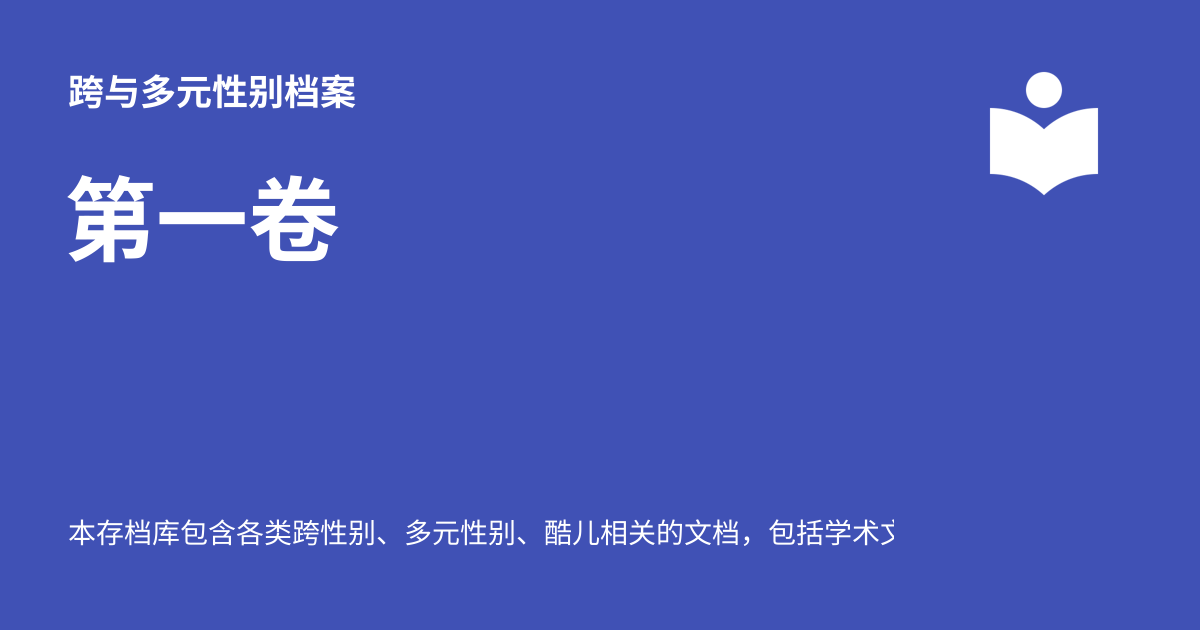 跨与多元性别档案
第一卷
本存档库包含各类跨性别、多元性别、酷儿相关的文档，包括学术文